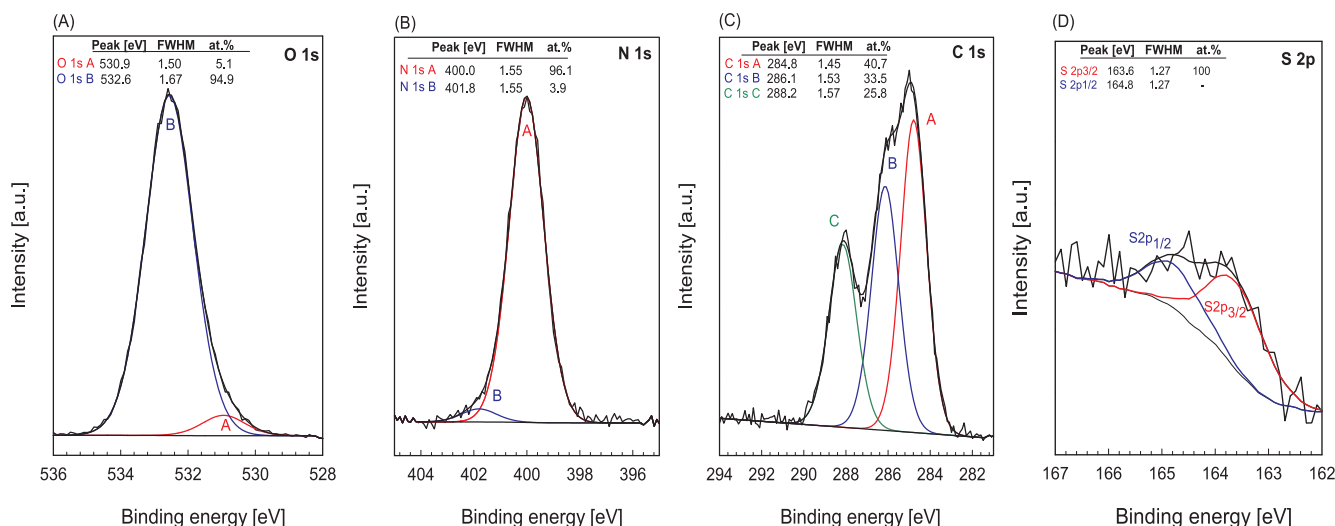 (A)
O 1s
Peak [eV] FWHM at.%
O 1s A 530.9 1.50 5.1
O 1s B 532.6 1.67 94.9
B
A
Intensity [a.u.]
536 534 532 530 528
Binding energy [eV]
(B)
N 1s
Peak [eV] FWHM at.%
N 1s A 400.0 1.55 96.1
N 1s B 401.8 1.55 3.9
A
B
Intensity [a.u.]
404 402 400 398 396
Binding energy [eV]
(C)
C 1s
Peak [eV] FWHM at.%
C 1s A 284.8 1.45 40.7
C 1s B 286.1 1.53 33.5
C 1s C 288.2 1.57 25.8
A
B
C
Intensity [a.u.]
294 292 290 288 286 284 282
Binding energy [eV]
(D)
S 2p
Peak [eV] FWHM at.%
S 2p3/2 163.6 1.27 100
S 2p1/2 164.8 1.27 -
S2p1/2
S2p3/2
Intensity [a.u.]
167 166 165 164 163 162
Binding energy [eV]